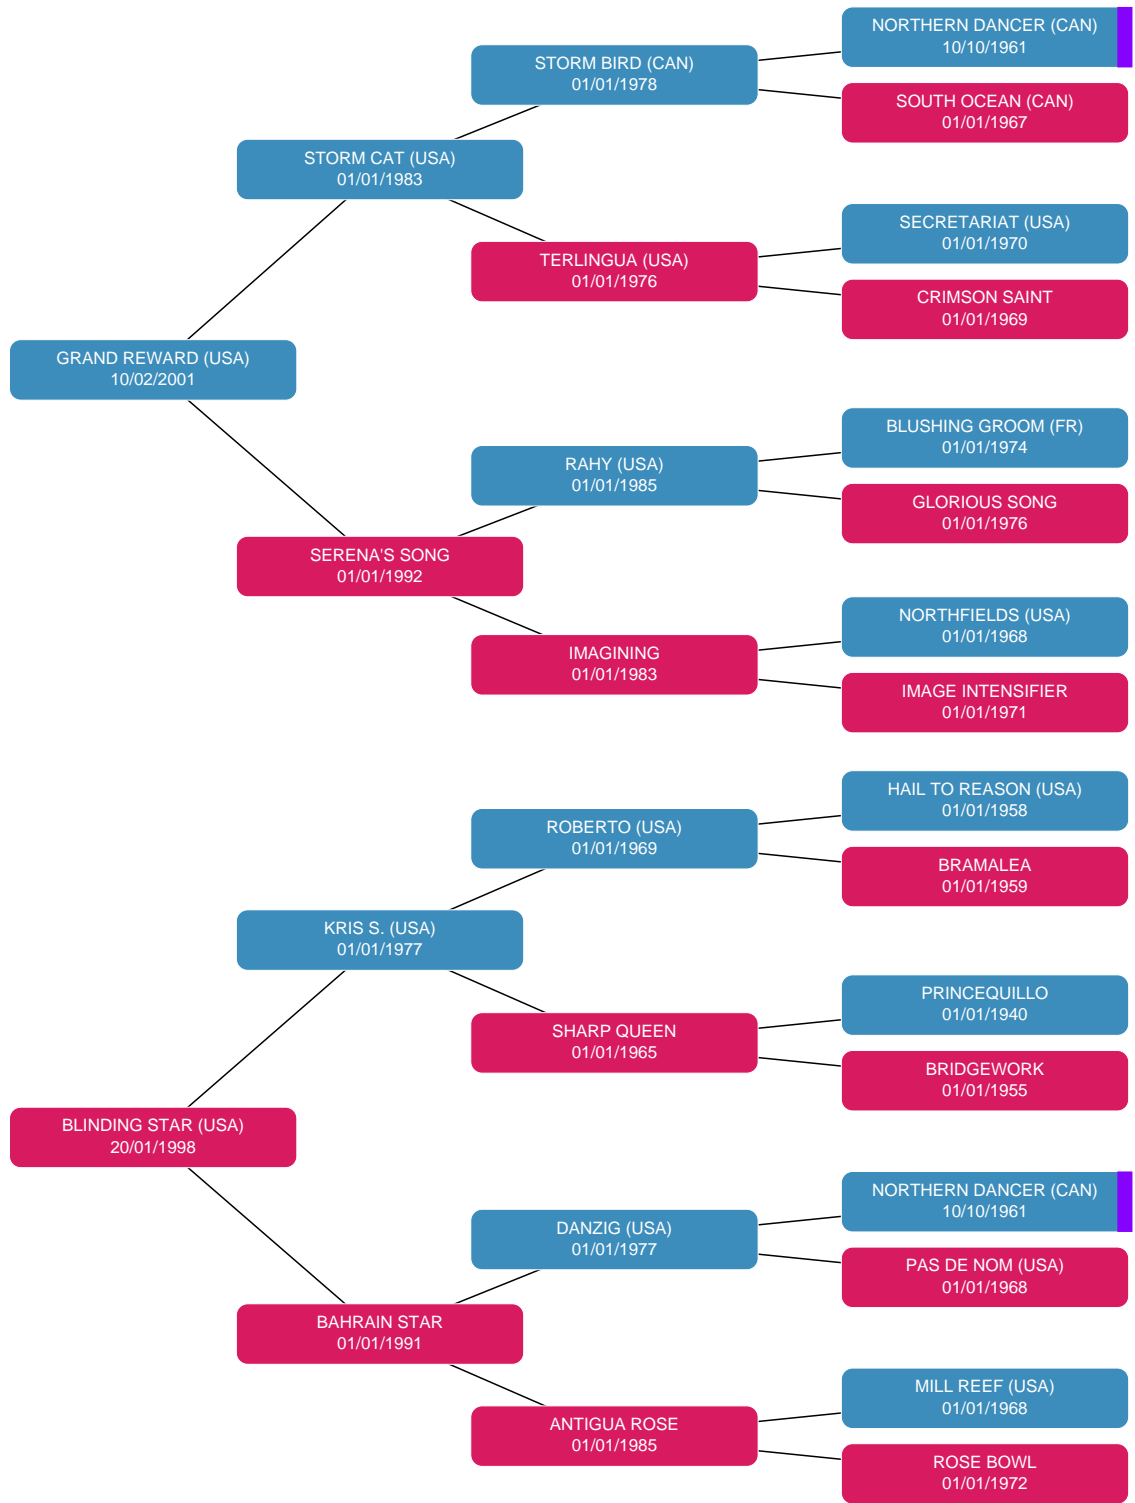 NORTHERN DANCER (CAN)
10/10/1961
STORM BIRD (CAN)
01/01/1978
SOUTH OCEAN (CAN)
01/01/1967
STORM CAT (USA)
01/01/1983
SECRETARIAT (USA)
01/01/1970
TERLINGUA (USA)
01/01/1976
CRIMSON SAINT
01/01/1969
GRAND REWARD (USA)
10/02/2001
BLUSHING GROOM (FR)
01/01/1974
RAHY (USA)
01/01/1985
GLORIOUS SONG
01/01/1976
SERENA'S SONG
01/01/1992
NORTHFIELDS (USA)
01/01/1968
IMAGINING
01/01/1983
IMAGE INTENSIFIER
01/01/1971
HAIL TO REASON (USA)
01/01/1958
ROBERTO (USA)
01/01/1969
BRAMALEA
01/01/1959
KRIS S. (USA)
01/01/1977
PRINCEQUILLO
01/01/1940
SHARP QUEEN
01/01/1965
BRIDGEWORK
01/01/1955
BLINDING STAR (USA)
20/01/1998
NORTHERN DANCER (CAN)
10/10/1961
DANZIG (USA)
01/01/1977
PAS DE NOM (USA)
01/01/1968
BAHRAIN STAR
01/01/1991
MILL REEF (USA)
01/01/1968
ANTIGUA ROSE
01/01/1985
ROSE BOWL
01/01/1972